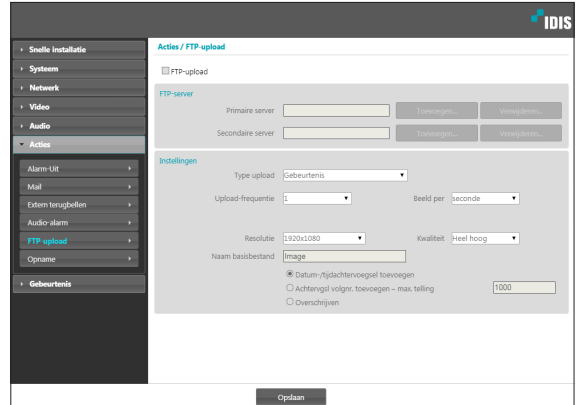 IDIS
Snelle installatie
Systeem
Netwerk
Video
Audio
Acties
Alarm-Uit
Mail
Extern terugbellen
Audio-alarm
FTP-upload
Opname
Gebeurtenis
Acties / FTP-upload
FTP-upload
FTP-server
Primaire server Toevoegen... Verwijderen...
Secondaire server Toevoegen... Verwijderen...
Instellingen
Type upload Gebeurtenis
Upload-frequentie 1 Beeld per seconde
Resolutie 1920x1080 Kwaliteit Heel hoog
Naam basisbestand Image
Datum-/tijdachtervoegsel toevoegen
Achtervgsl volgnr. toevoegen – max. telling 1000
Overschrijven
Opslaan